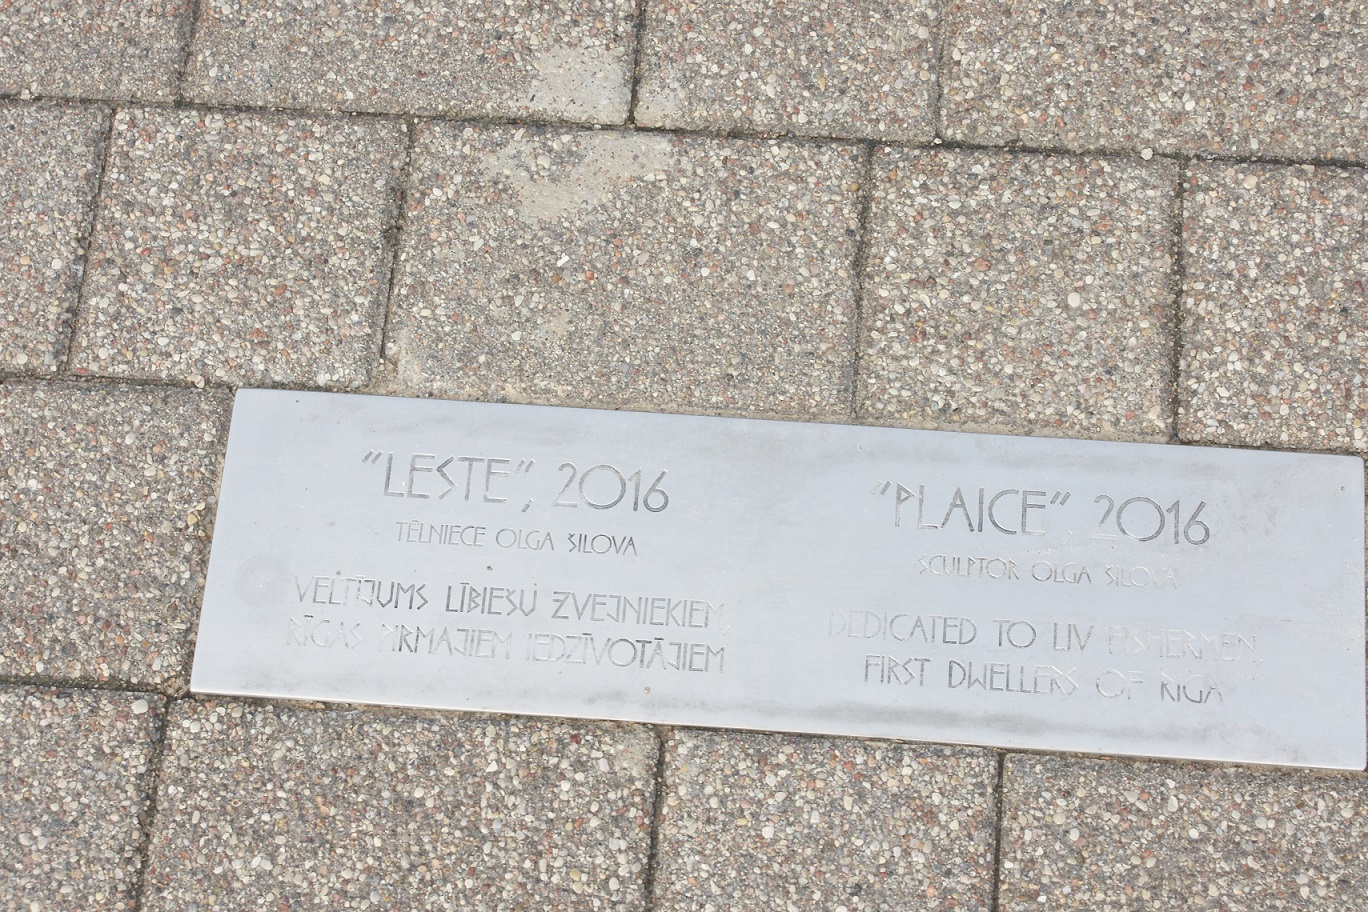 "LESTE", 2016
TĒLNIECE OLGA SILOVA
VELTĪJUMS LĪBIEŠU ZVEJNIEKIEM,
RĪGAS PIRMAJIEM IEDZĪVOTĀJIEM
"PLAICE", 2016
SCULPTOR OLGA SILOVA
DEDICATED TO LIV FISHERMEN,
FIRST DWELLERS OF RIGA